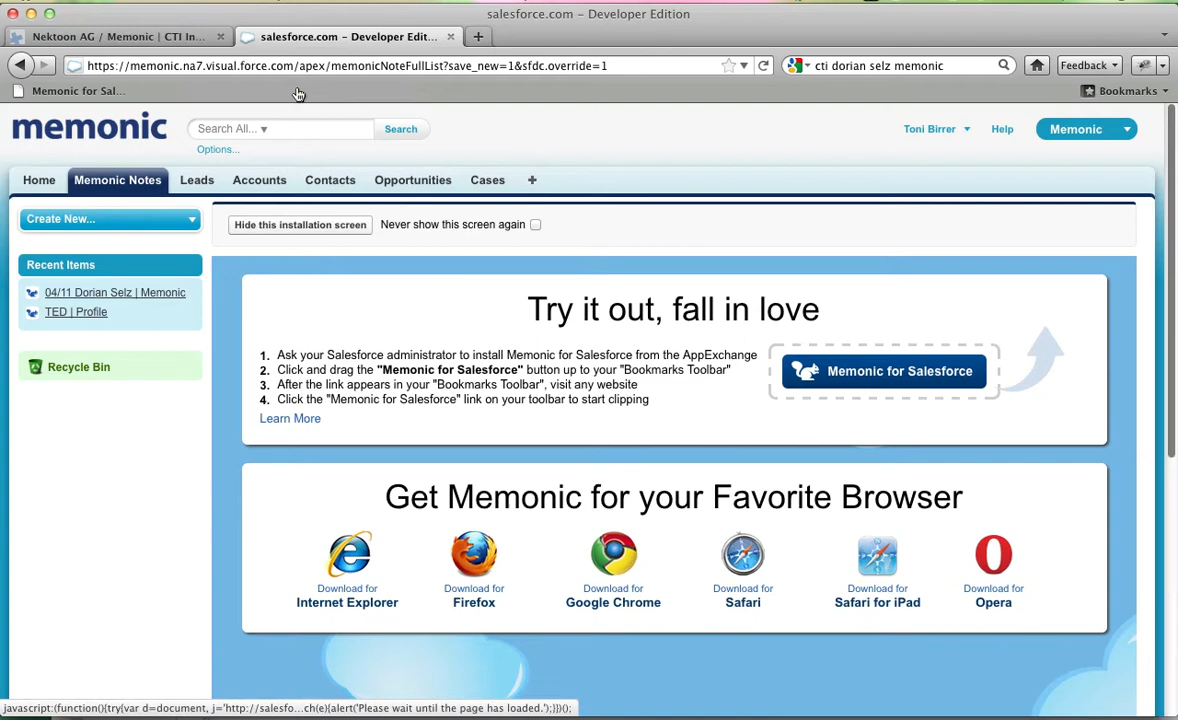 salesforce.com – Developer Edition
Nektoon AG / Memonic | CTI In...
salesforce.com – Developer Edit...
https://memonic.na7.visual.force.com/apex/memonicNoteFullList?save_new=1&sfdc.override=1
cti dorian selz memonic
Feedback
Memonic for Sal...
Bookmarks
memonic
Search All...
Search
Options...
Toni Birrer
Help
Memonic
Home
Memonic Notes
Leads
Accounts
Contacts
Opportunities
Cases
+
Create New...
Hide this installation screen
Never show this screen again
Recent Items
04/11 Dorian Selz | Memonic
TED | Profile
Recycle Bin
Try it out, fall in love
1. Ask your Salesforce administrator to install Memonic for Salesforce from the AppExchange
2. Click and drag the "Memonic for Salesforce" button up to your "Bookmarks Toolbar"
3. After the link appears in your "Bookmarks Toolbar", visit any website
4. Click the "Memonic for Salesforce" link on your toolbar to start clipping
Learn More
Memonic for Salesforce
Get Memonic for your Favorite Browser
Download for
Internet Explorer
Download for
Firefox
Download for
Google Chrome
Download for
Safari
Download for
Safari for iPad
Download for
Opera
javascript:(function(){try{var d=document, j='http://salesfo...ch(e){alert('Please wait until the page has loaded.');}})();